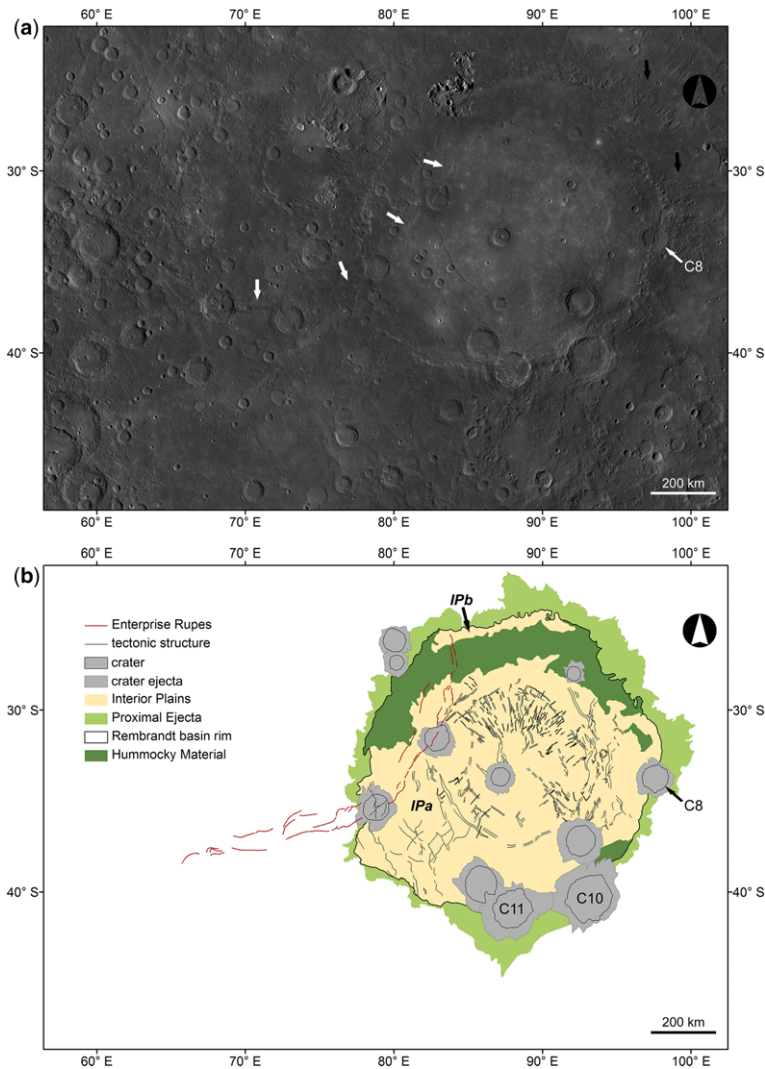 (a)
60° E 70° E 80° E 90° E 100° E
30° S 30° S
C8
40° S 40° S
200 km
60° E 70° E 80° E 90° E 100° E
60° E 70° E 80° E 90° E 100° E
(b)
IPb
Enterprise Rupes
tectonic structure
crater
crater ejecta
Interior Plains
Proximal Ejecta
Rembrandt basin rim
Hummocky Material
30° S 30° S
IPa
C8
40° S 40° S
C11 C10
200 km
60° E 70° E 80° E 90° E 100° E